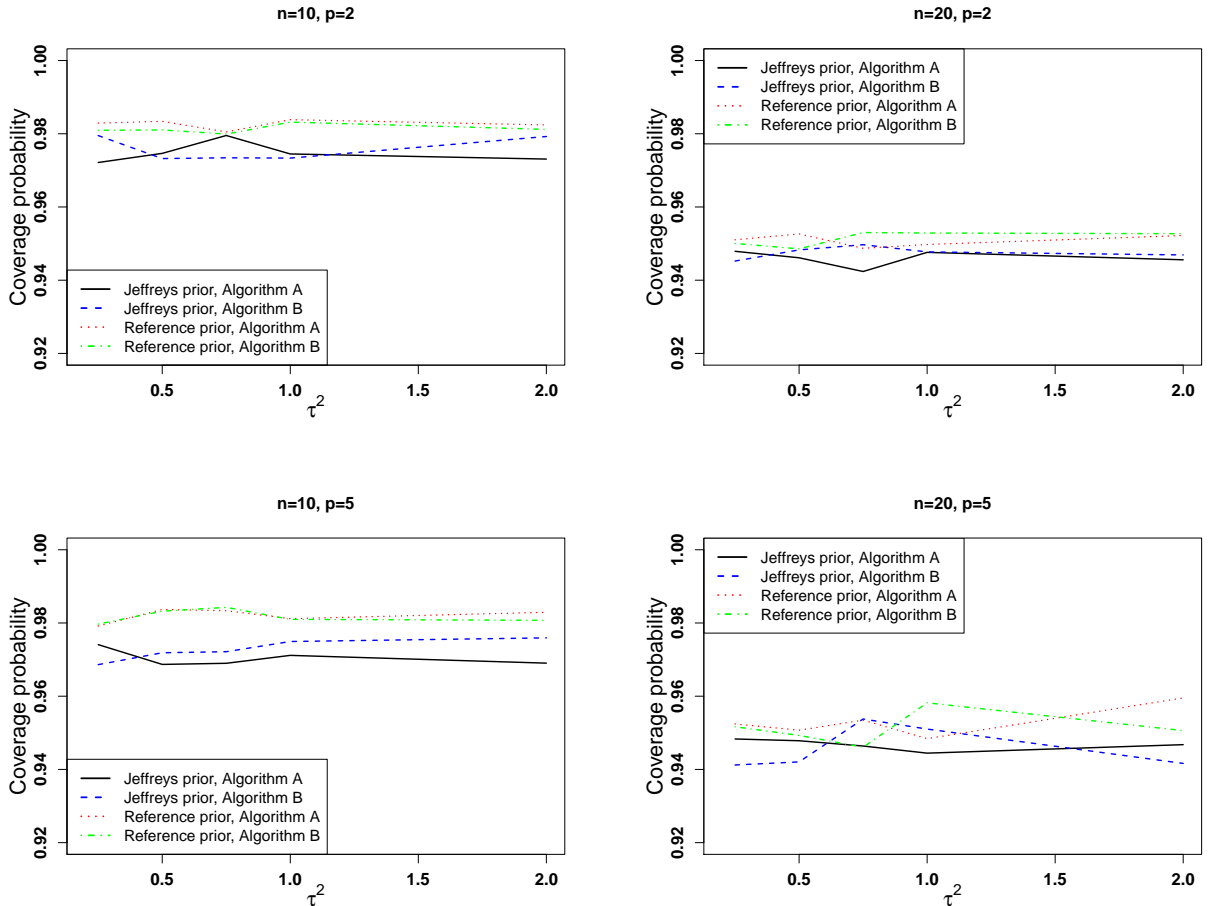 n=10, p=2
Coverage probability
1.00
0.98
0.96
0.94
0.92
Jeffreys prior, Algorithm A
Jeffreys prior, Algorithm B
Reference prior, Algorithm A
Reference prior, Algorithm B
0.5 1.0 1.5 2.0
τ²
n=20, p=2
Coverage probability
1.00
0.98
0.96
0.94
0.92
Jeffreys prior, Algorithm A
Jeffreys prior, Algorithm B
Reference prior, Algorithm A
Reference prior, Algorithm B
0.5 1.0 1.5 2.0
τ²
n=10, p=5
Coverage probability
1.00
0.98
0.96
0.94
0.92
Jeffreys prior, Algorithm A
Jeffreys prior, Algorithm B
Reference prior, Algorithm A
Reference prior, Algorithm B
0.5 1.0 1.5 2.0
τ²
n=20, p=5
Coverage probability
1.00
0.98
0.96
0.94
0.92
Jeffreys prior, Algorithm A
Jeffreys prior, Algorithm B
Reference prior, Algorithm A
Reference prior, Algorithm B
0.5 1.0 1.5 2.0
τ²